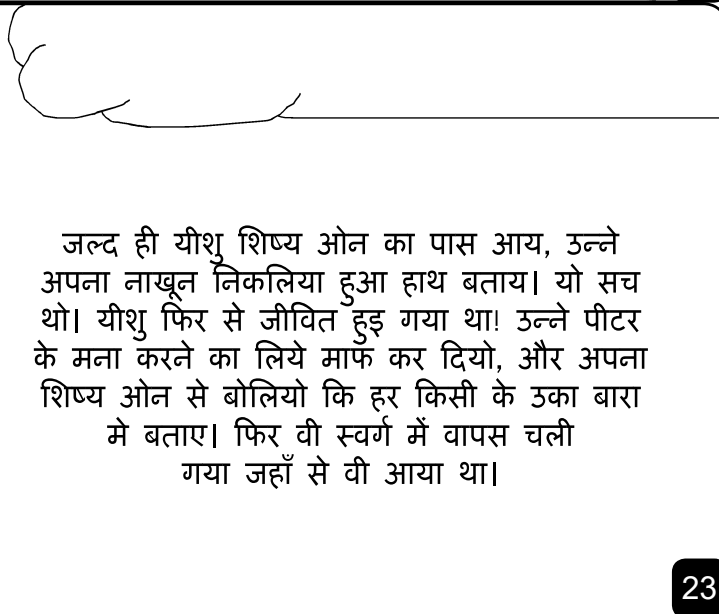 जल्द ही यीशु शिष्य ओन का पास आय, उन्ने
अपना नाखून निकलिया हुआ हाथ बताय। यो सच
थो। यीशु फिर से जीवित हुइ गया था! उन्ने पीटर
के मना करने का लिये माफ कर दियो, और अपना
शिष्य ओन से बोलियो कि हर किसी के उका बारा
मे बताए। फिर वी स्वर्ग में वापस चली
गया जहाँ से वी आया था।
23